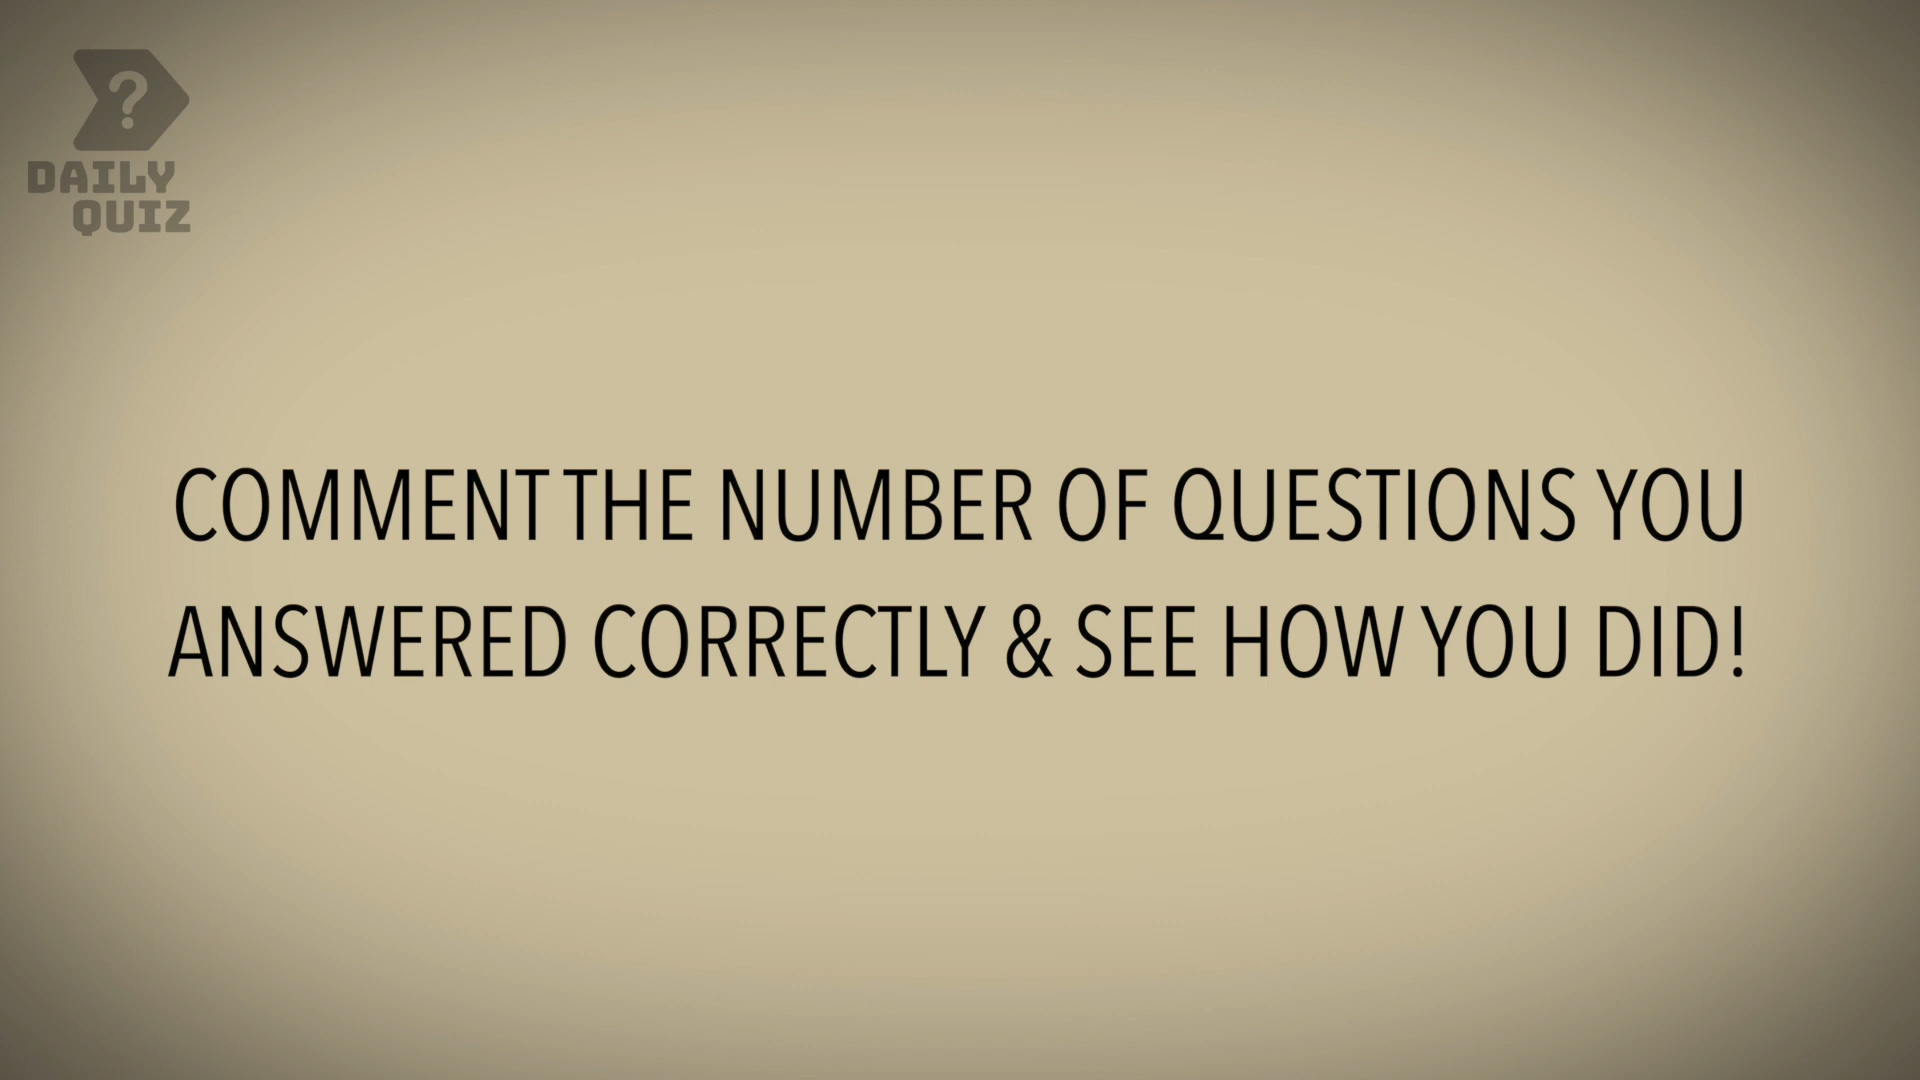 ?
DAILY
QUIZ
COMMENT THE NUMBER OF QUESTIONS YOU
ANSWERED CORRECTLY & SEE HOW YOU DID!